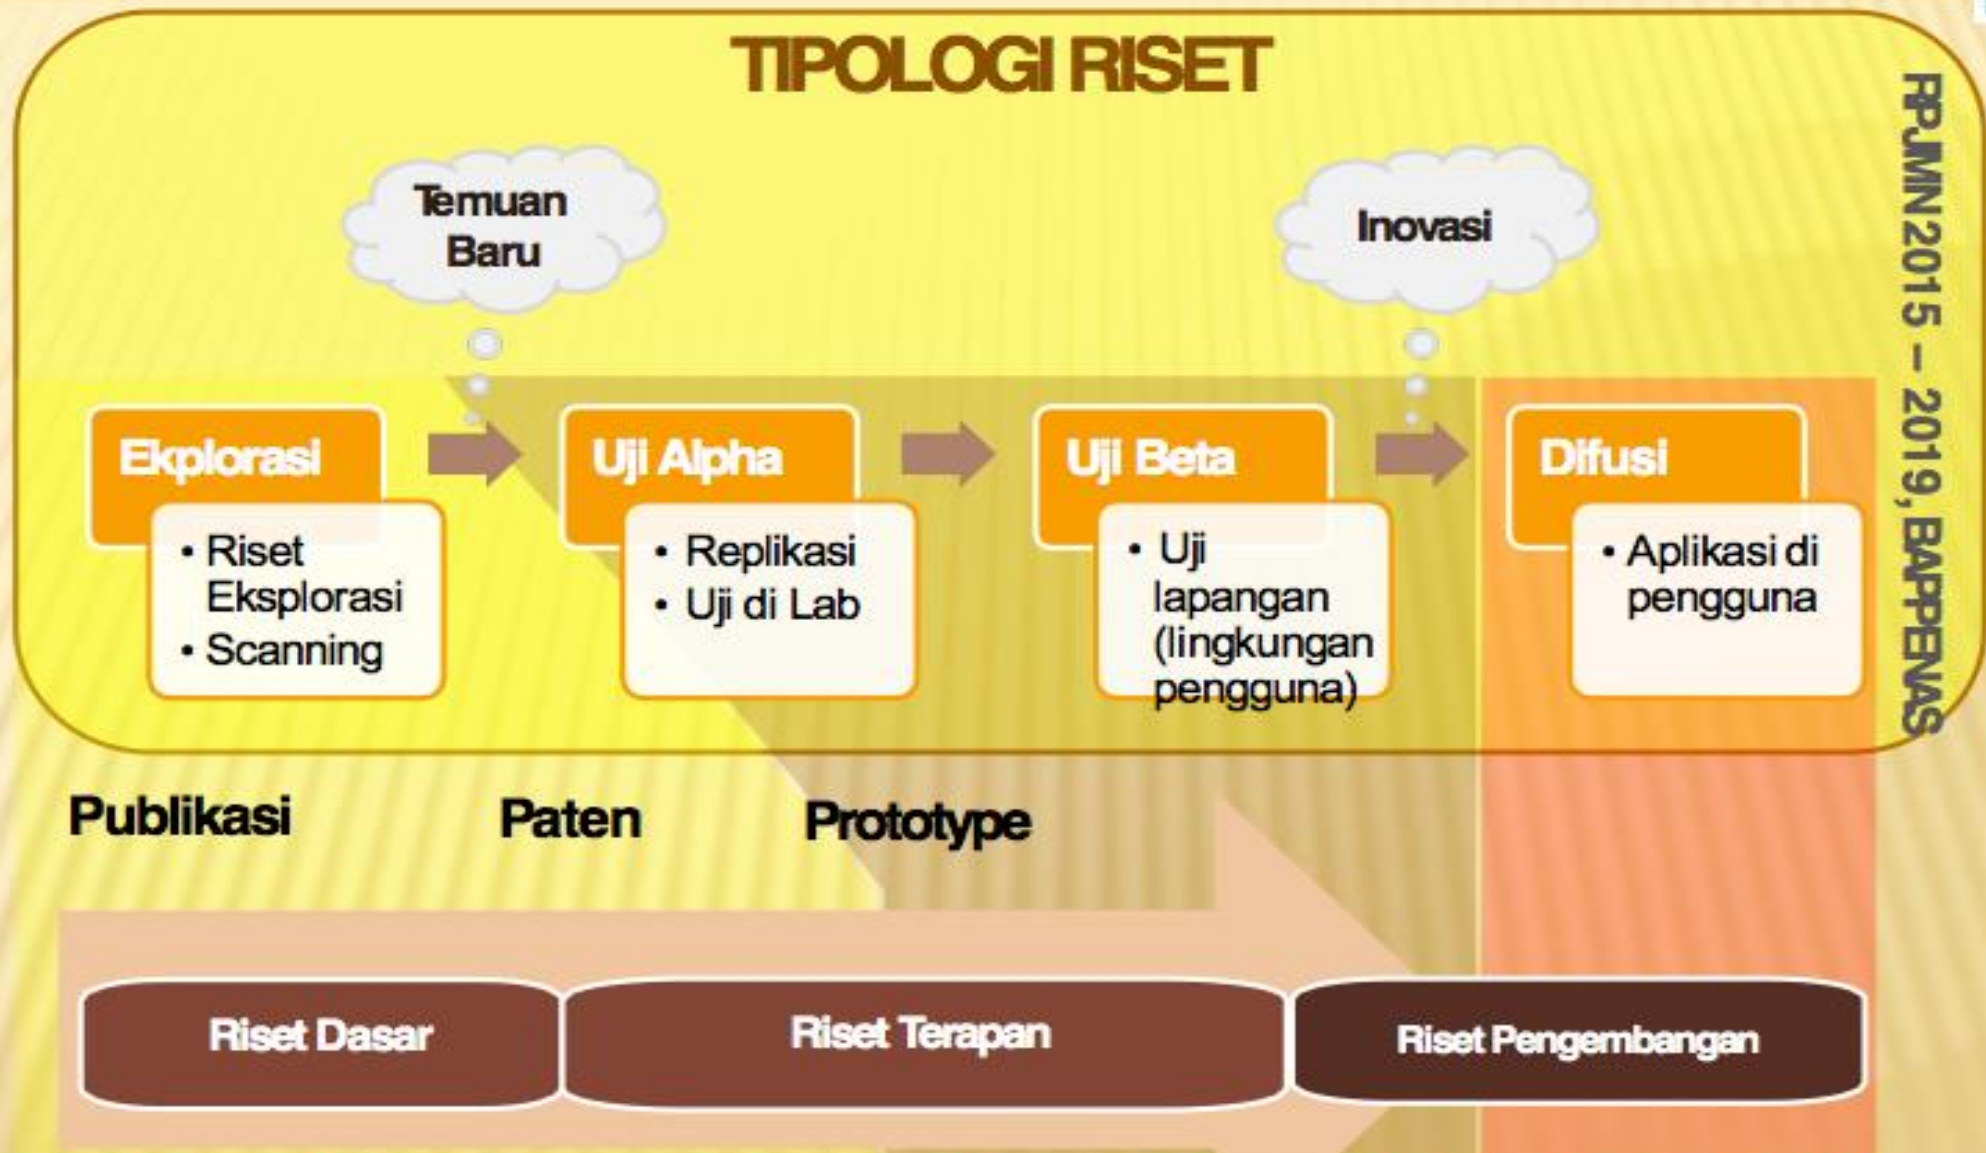 TIPOLOGI RISET
Temuan
Baru
Inovasi
Ekplorasi
• Riset
Eksplorasi
• Scanning
Uji Alpha
• Replikasi
• Uji di Lab
Uji Beta
• Uji
lapangan
(lingkungan
pengguna)
Difusi
• Aplikasi di
pengguna
RPJMN 2015 – 2019, BAPPENAS
Publikasi
Paten
Prototype
Riset Dasar
Riset Terapan
Riset Pengembangan